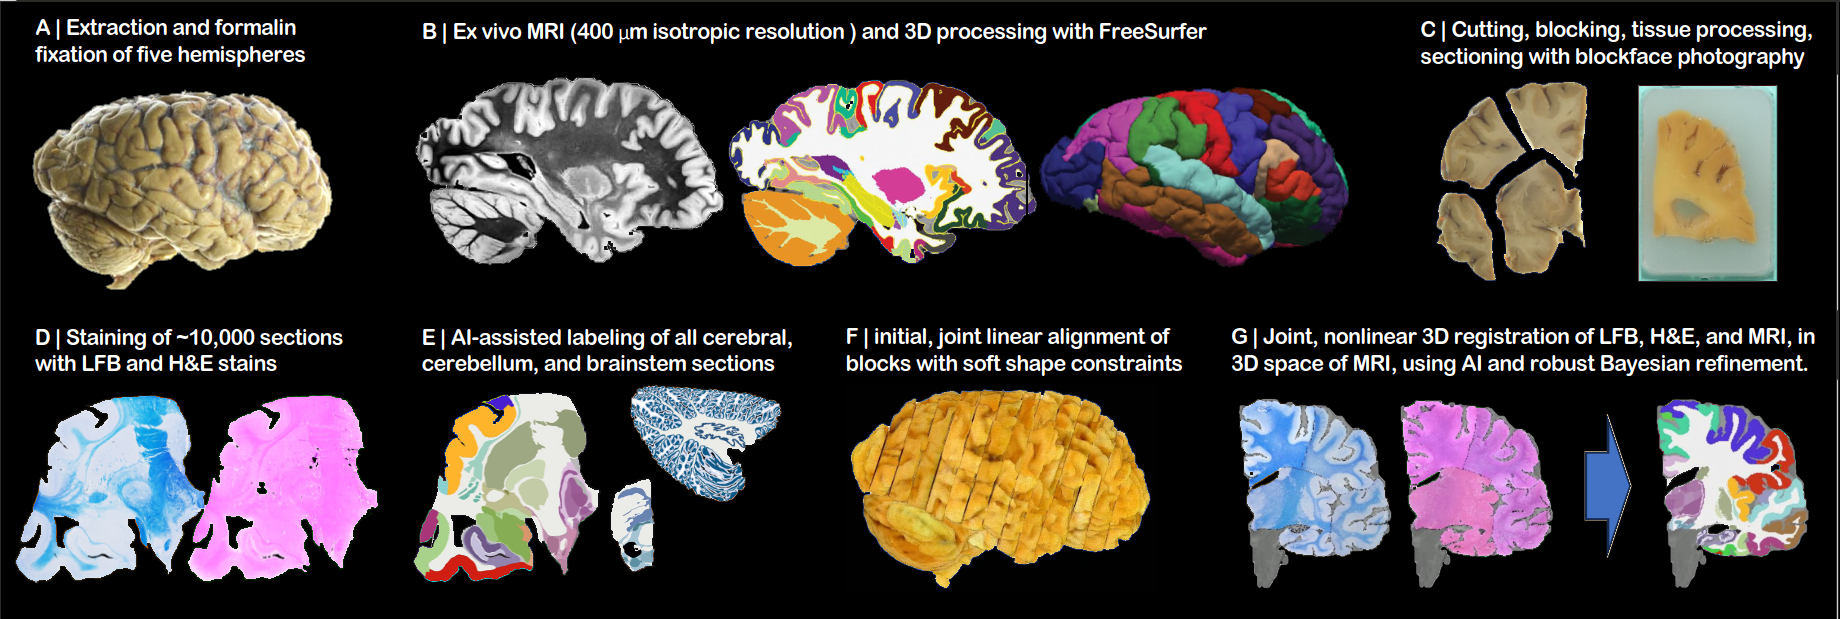 A | Extraction and formalin
fixation of five hemispheres
B | Ex vivo MRI (400 μm isotropic resolution ) and 3D processing with FreeSurfer
C | Cutting, blocking, tissue processing,
sectioning with blockface photography
D | Staining of ~10,000 sections
with LFB and H&E stains
E | AI-assisted labeling of all cerebral,
cerebellum, and brainstem sections
F | initial, joint linear alignment of
blocks with soft shape constraints
G | Joint, nonlinear 3D registration of LFB, H&E, and MRI, in
3D space of MRI, using AI and robust Bayesian refinement.